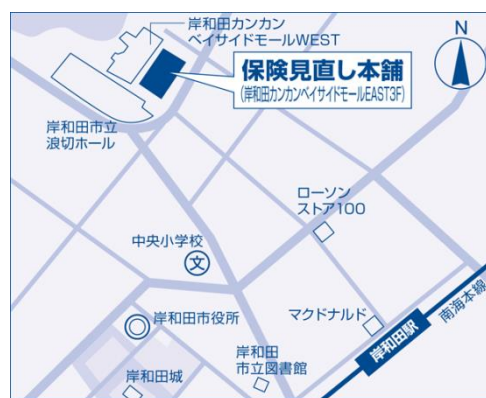 岸和田カンカン
ベイサイドモールWEST
N
保険見直し本舗
(岸和田カンカンベイサイドモールEAST3F)
岸和田市立
浪切ホール
ローソン
ストア100
中央小学校
文
岸和田市役所
マクドナルド
南海本線
岸和田駅
岸和田
市立図書館
岸和田城